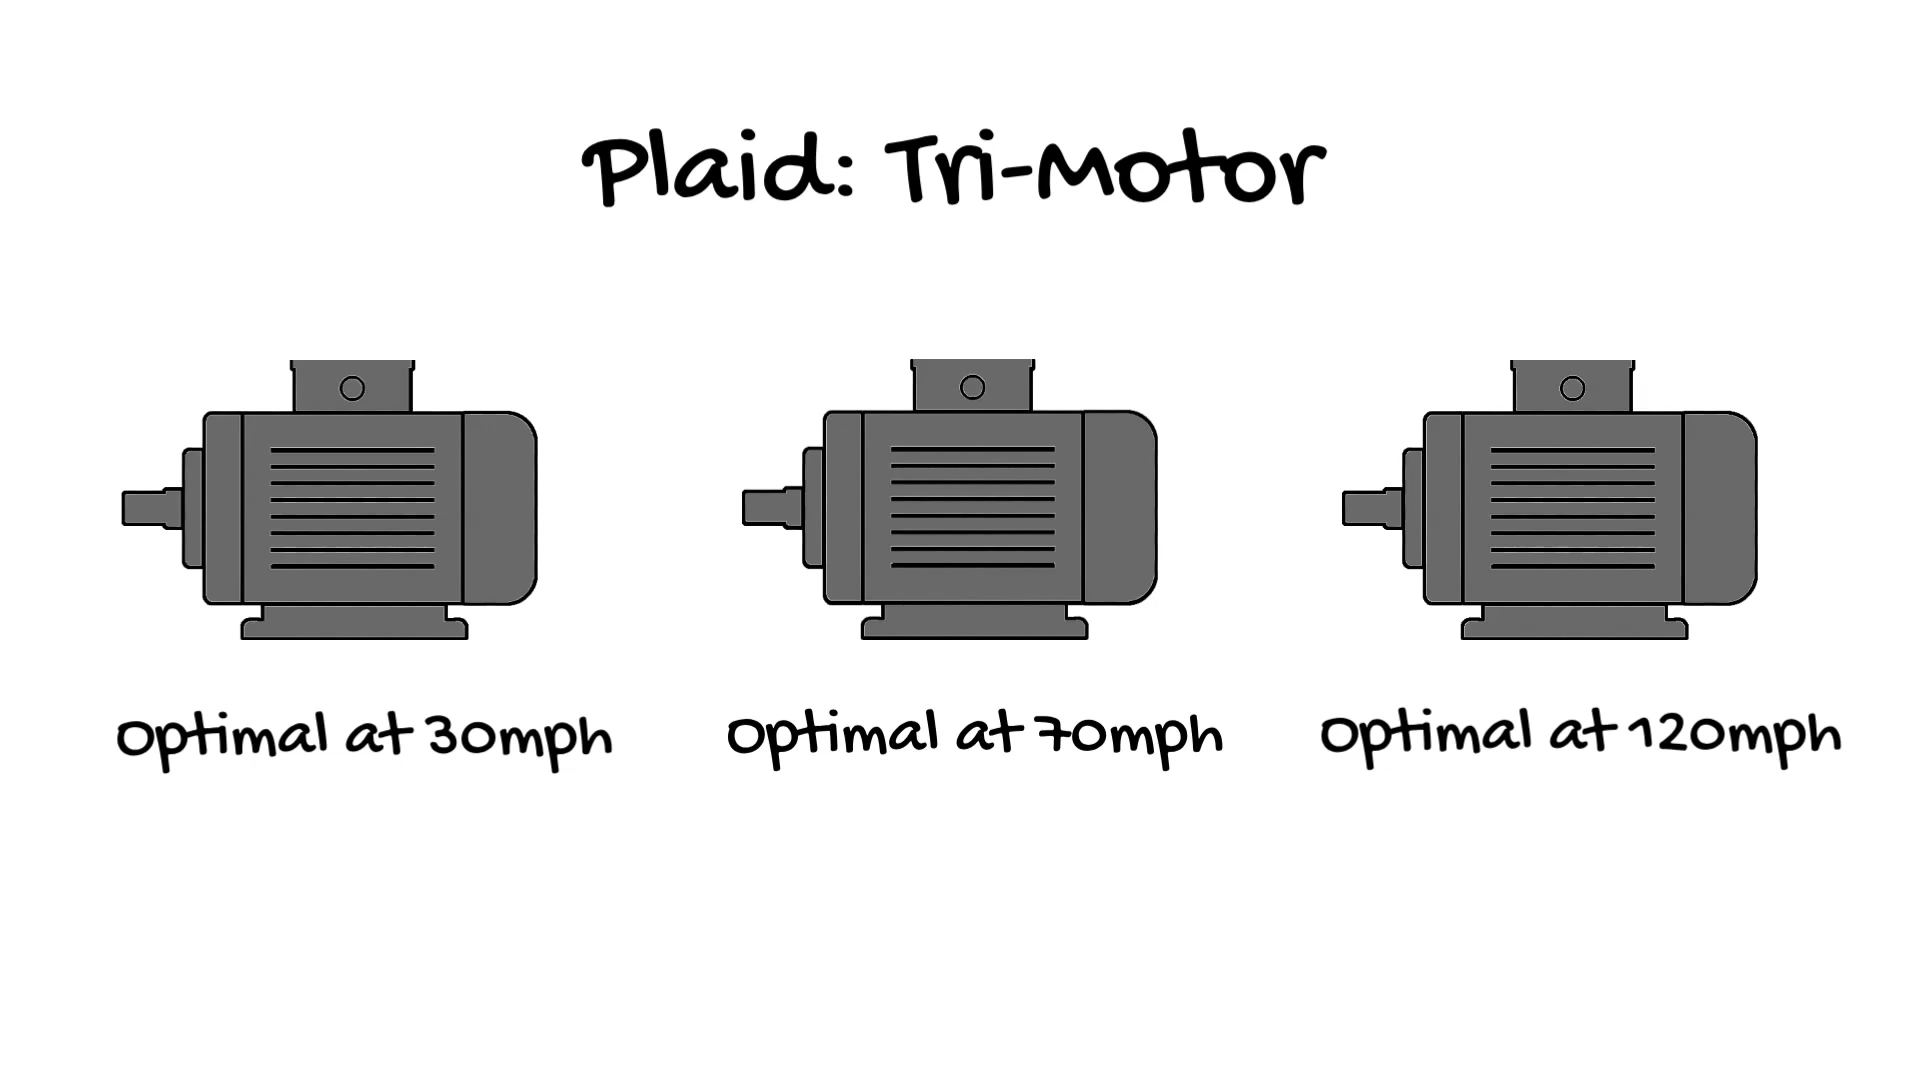 Plaid: Tri-Motor
Optimal at 30mph
Optimal at 70mph
Optimal at 120mph